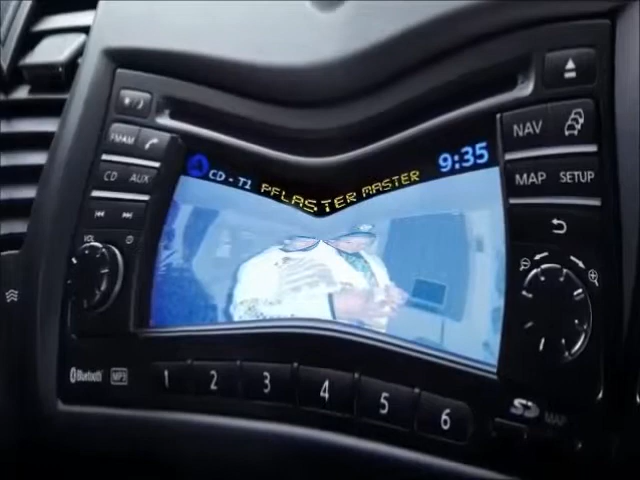 FM·AM
CD AUX
VOL
Bluetooth
MP3
CD - T1
PFLASTER MASTER
9:35
NAV
MAP SETUP
1 2 3 4 5 6
SD MAP